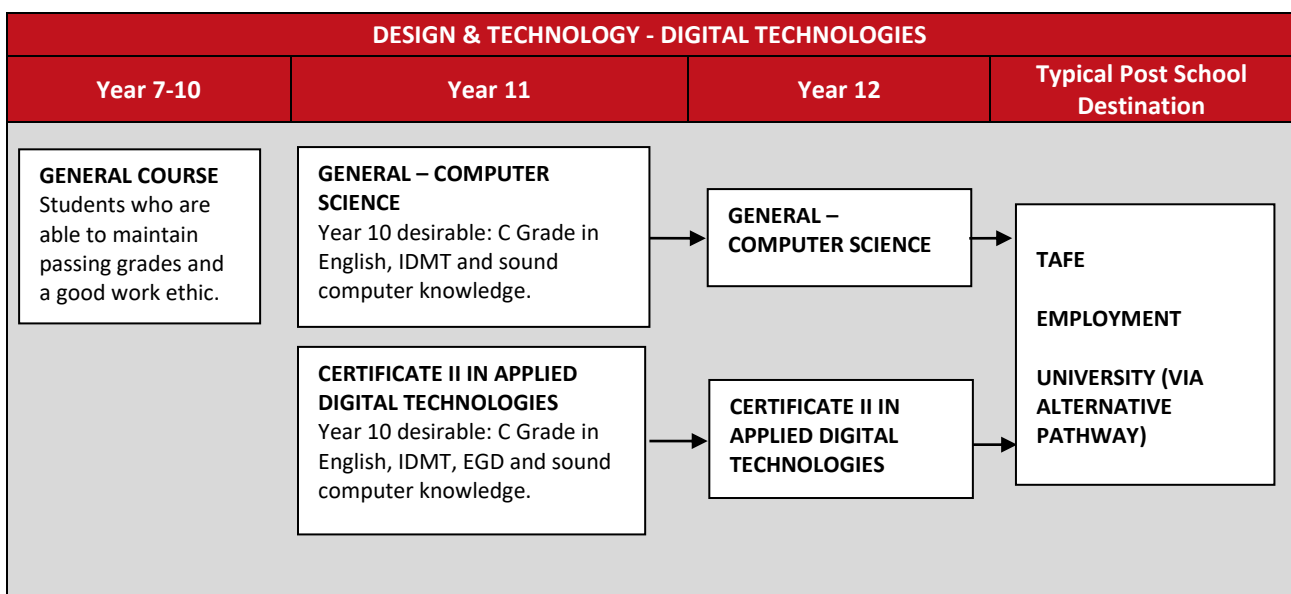 DESIGN & TECHNOLOGY - DIGITAL TECHNOLOGIES
Year 7-10
Year 11
Year 12
Typical Post School
Destination
GENERAL COURSE
Students who are
able to maintain
passing grades and
a good work ethic.
GENERAL – COMPUTER
SCIENCE
Year 10 desirable: C Grade in
English, IDMT and sound
computer knowledge.
CERTIFICATE II IN APPLIED
DIGITAL TECHNOLOGIES
Year 10 desirable: C Grade in
English, IDMT, EGD and sound
computer knowledge.
GENERAL –
COMPUTER SCIENCE
CERTIFICATE II IN
APPLIED DIGITAL
TECHNOLOGIES
TAFE
EMPLOYMENT
UNIVERSITY (VIA
ALTERNATIVE
PATHWAY)